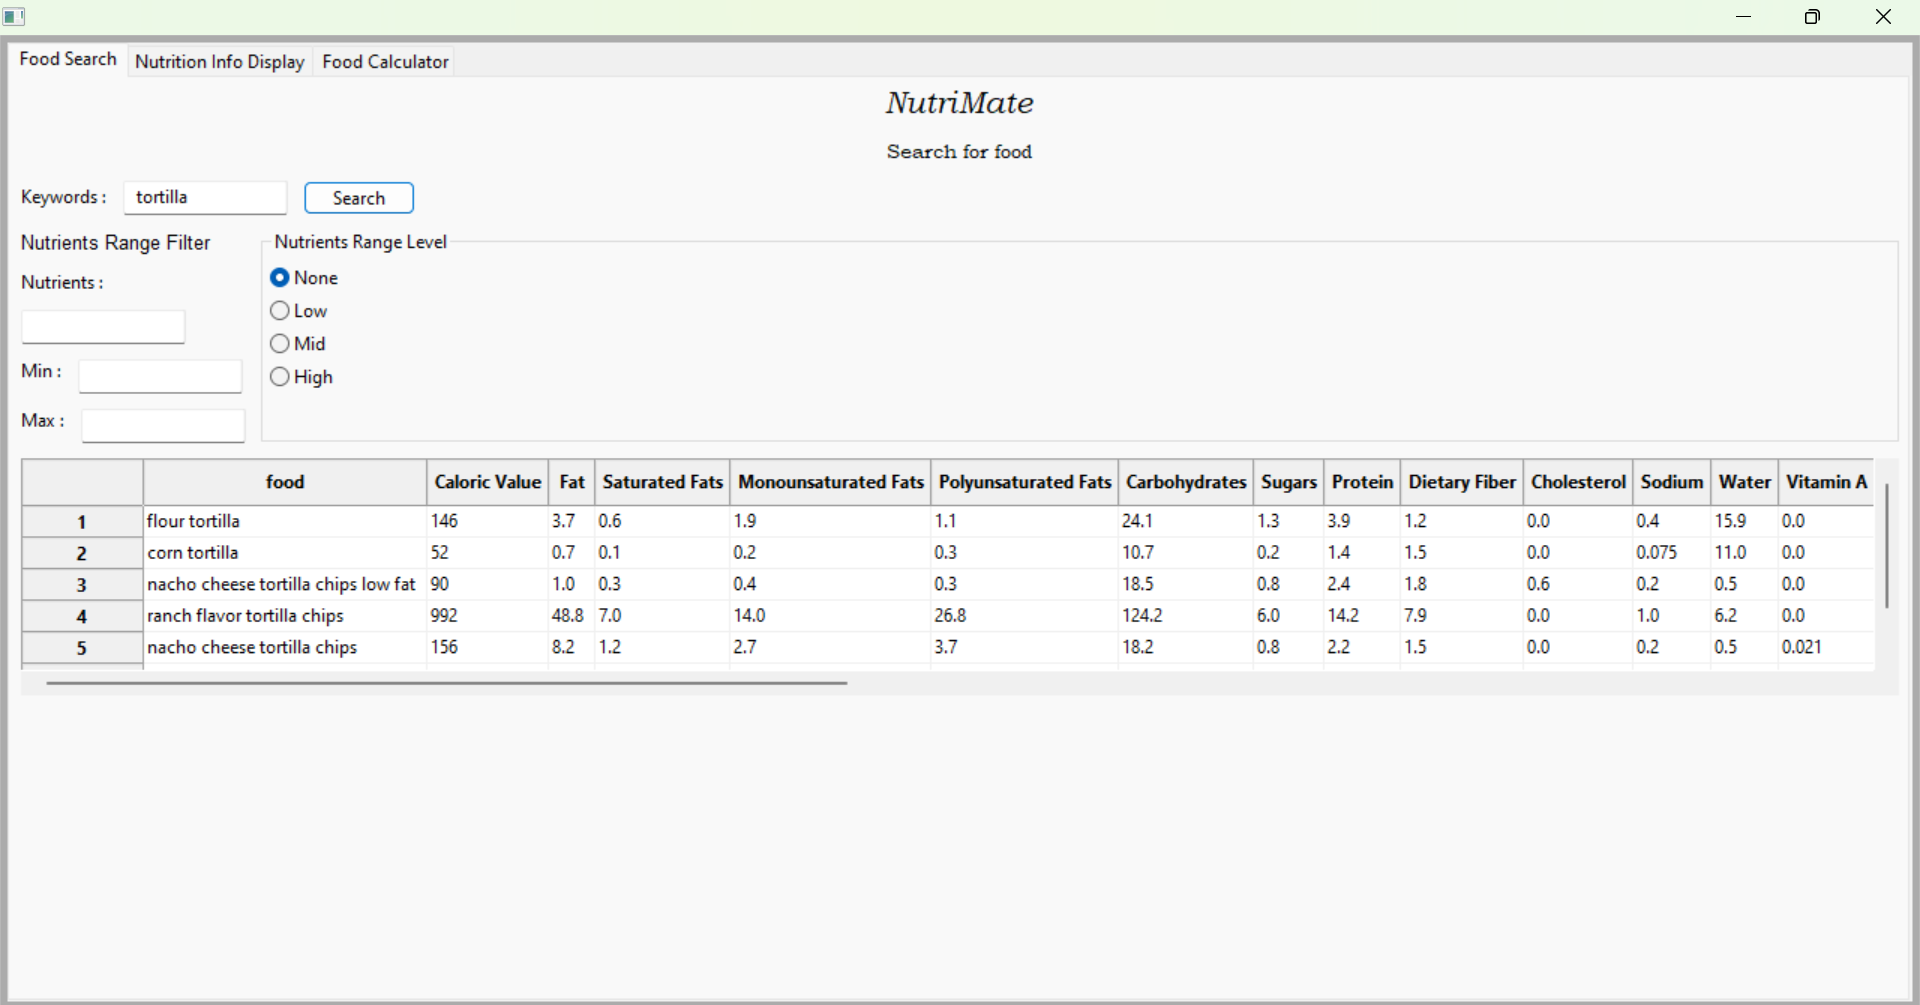 Food Search Nutrition Info Display Food Calculator
NutriMate
Search for food
Keywords : tortilla Search
Nutrients Range Filter Nutrients Range Level
Nutrients : None
Low
Mid
Min : High
Max :
food Caloric Value Fat Saturated Fats Monounsaturated Fats Polyunsaturated Fats Carbohydrates Sugars Protein Dietary Fiber Cholesterol Sodium Water Vitamin A
1 flour tortilla 146 3.7 0.6 1.9 1.1 24.1 1.3 3.9 1.2 0.0 0.4 15.9 0.0
2 corn tortilla 52 0.7 0.1 0.2 0.3 10.7 0.2 1.4 1.5 0.0 0.075 11.0 0.0
3 nacho cheese tortilla chips low fat 90 1.0 0.3 0.4 0.3 18.5 0.8 2.4 1.8 0.6 0.2 0.5 0.0
4 ranch flavor tortilla chips 992 48.8 7.0 14.0 26.8 124.2 6.0 14.2 7.9 0.0 1.0 6.2 0.0
5 nacho cheese tortilla chips 156 8.2 1.2 2.7 3.7 18.2 0.8 2.2 1.5 0.0 0.2 0.5 0.021